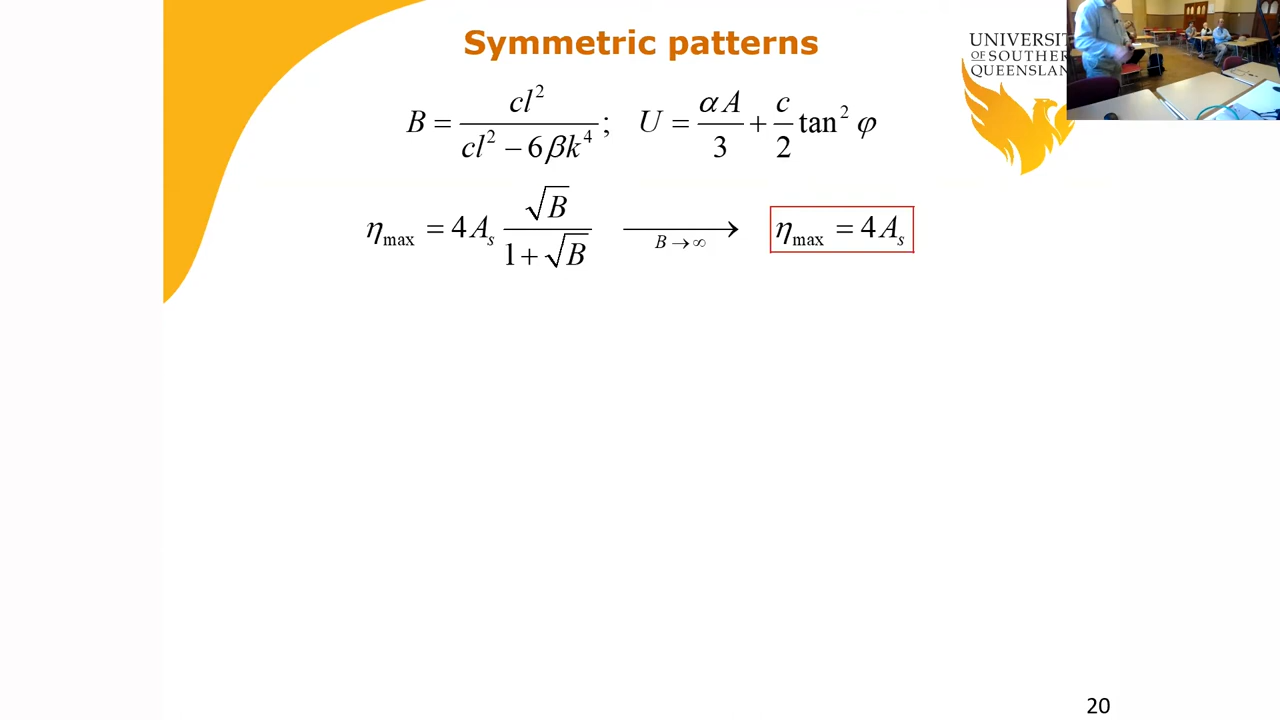 Symmetric patterns
UNIVERSIT
OF SOUTHER
QUEENSLAN
B = cl² / (cl² − 6βk⁴) ; U = αA/3 + c/2 tan² φ
η_max = 4A_s √B / (1 + √B) ⟶ B → ∞ η_max = 4A_s
20